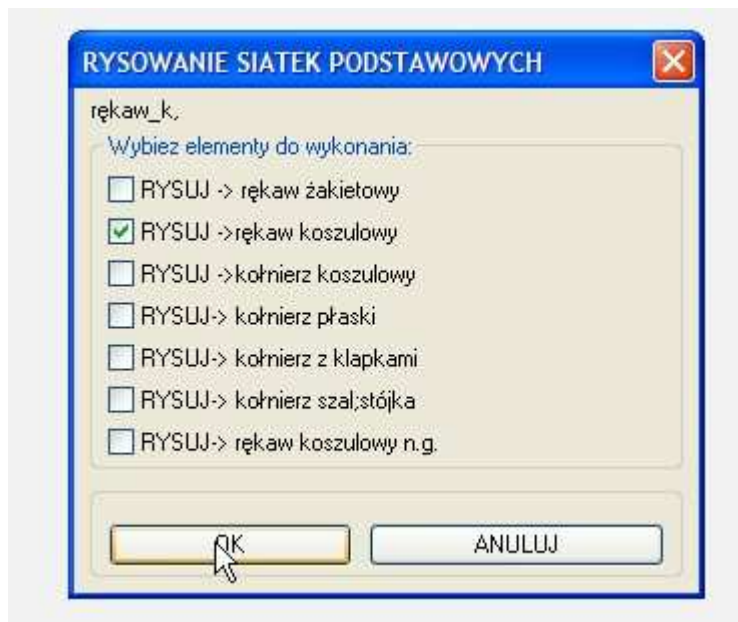 RYSOWANIE SIATEK PODSTAWOWYCH
rękaw_k,
Wybiez elementy do wykonania:
RYSUJ -> rękaw żakietowy
RYSUJ ->rękaw koszulowy
RYSUJ ->kołnierz koszulowy
RYSUJ-> kołnierz płaski
RYSUJ-> kołnierz z klapkami
RYSUJ-> kołnierz szal;stójka
RYSUJ-> rękaw koszulowy n.g.
OK
ANULUJ